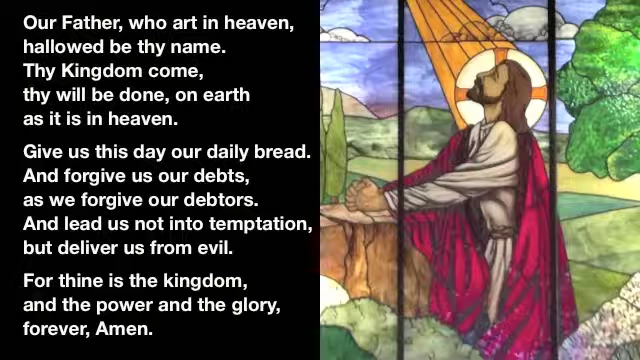 Our Father, who art in heaven,
hallowed be thy name.
Thy Kingdom come,
thy will be done, on earth
as it is in heaven.
Give us this day our daily bread.
And forgive us our debts,
as we forgive our debtors.
And lead us not into temptation,
but deliver us from evil.
For thine is the kingdom,
and the power and the glory,
forever, Amen.